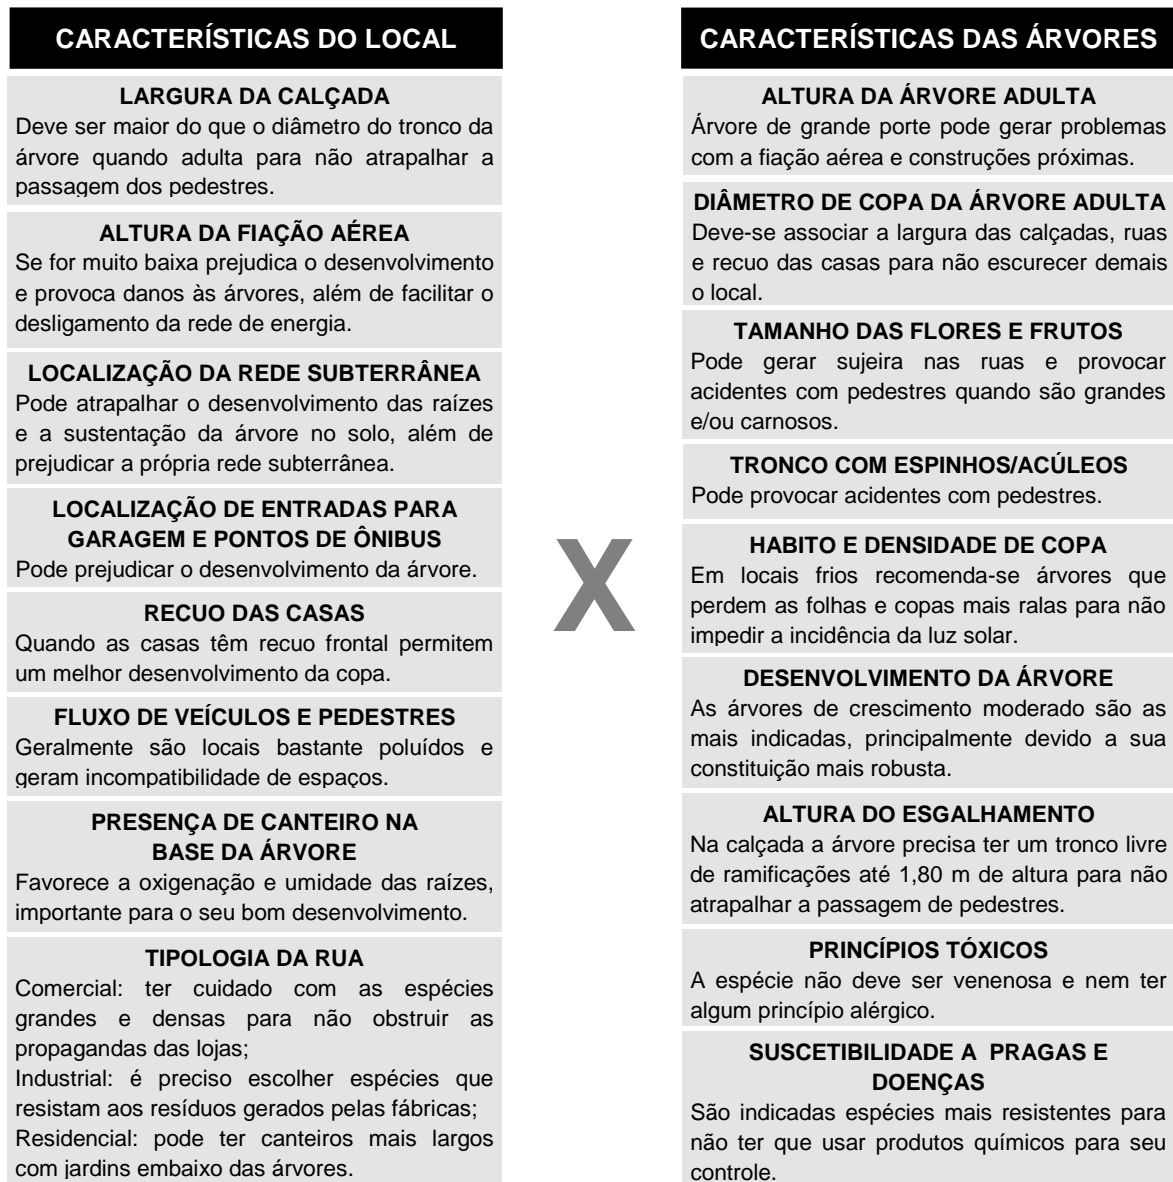 CARACTERÍSTICAS DO LOCAL
LARGURA DA CALÇADA
Deve ser maior do que o diâmetro do tronco da
árvore quando adulta para não atrapalhar a
passagem dos pedestres.
ALTURA DA FIAÇÃO AÉREA
Se for muito baixa prejudica o desenvolvimento
e provoca danos às árvores, além de facilitar o
desligamento da rede de energia.
LOCALIZAÇÃO DA REDE SUBTERRÂNEA
Pode atrapalhar o desenvolvimento das raízes
e a sustentação da árvore no solo, além de
prejudicar a própria rede subterrânea.
LOCALIZAÇÃO DE ENTRADAS PARA
GARAGEM E PONTOS DE ÔNIBUS
Pode prejudicar o desenvolvimento da árvore.
RECUO DAS CASAS
Quando as casas têm recuo frontal permitem
um melhor desenvolvimento da copa.
FLUXO DE VEÍCULOS E PEDESTRES
Geralmente são locais bastante poluídos e
geram incompatibilidade de espaços.
PRESENÇA DE CANTEIRO NA
BASE DA ÁRVORE
Favorece a oxigenação e umidade das raízes,
importante para o seu bom desenvolvimento.
TIPOLOGIA DA RUA
Comercial: ter cuidado com as espécies
grandes e densas para não obstruir as
propagandas das lojas;
Industrial: é preciso escolher espécies que
resistam aos resíduos gerados pelas fábricas;
Residencial: pode ter canteiros mais largos
com jardins embaixo das árvores.
X
CARACTERÍSTICAS DAS ÁRVORES
ALTURA DA ÁRVORE ADULTA
Árvore de grande porte pode gerar problemas
com a fiação aérea e construções próximas.
DIÂMETRO DE COPA DA ÁRVORE ADULTA
Deve-se associar a largura das calçadas, ruas
e recuo das casas para não escurecer demais
o local.
TAMANHO DAS FLORES E FRUTOS
Pode gerar sujeira nas ruas e provocar
acidentes com pedestres quando são grandes
e/ou carnosos.
TRONCO COM ESPINHOS/ACÚLEOS
Pode provocar acidentes com pedestres.
HABITO E DENSIDADE DE COPA
Em locais frios recomenda-se árvores que
perdem as folhas e copas mais ralas para não
impedir a incidência da luz solar.
DESENVOLVIMENTO DA ÁRVORE
As árvores de crescimento moderado são as
mais indicadas, principalmente devido a sua
constituição mais robusta.
ALTURA DO ESGALHAMENTO
Na calçada a árvore precisa ter um tronco livre
de ramificações até 1,80 m de altura para não
atrapalhar a passagem de pedestres.
PRINCÍPIOS TÓXICOS
A espécie não deve ser venenosa e nem ter
algum princípio alérgico.
SUSCETIBILIDADE A PRAGAS E
DOENÇAS
São indicadas espécies mais resistentes para
não ter que usar produtos químicos para seu
controle.